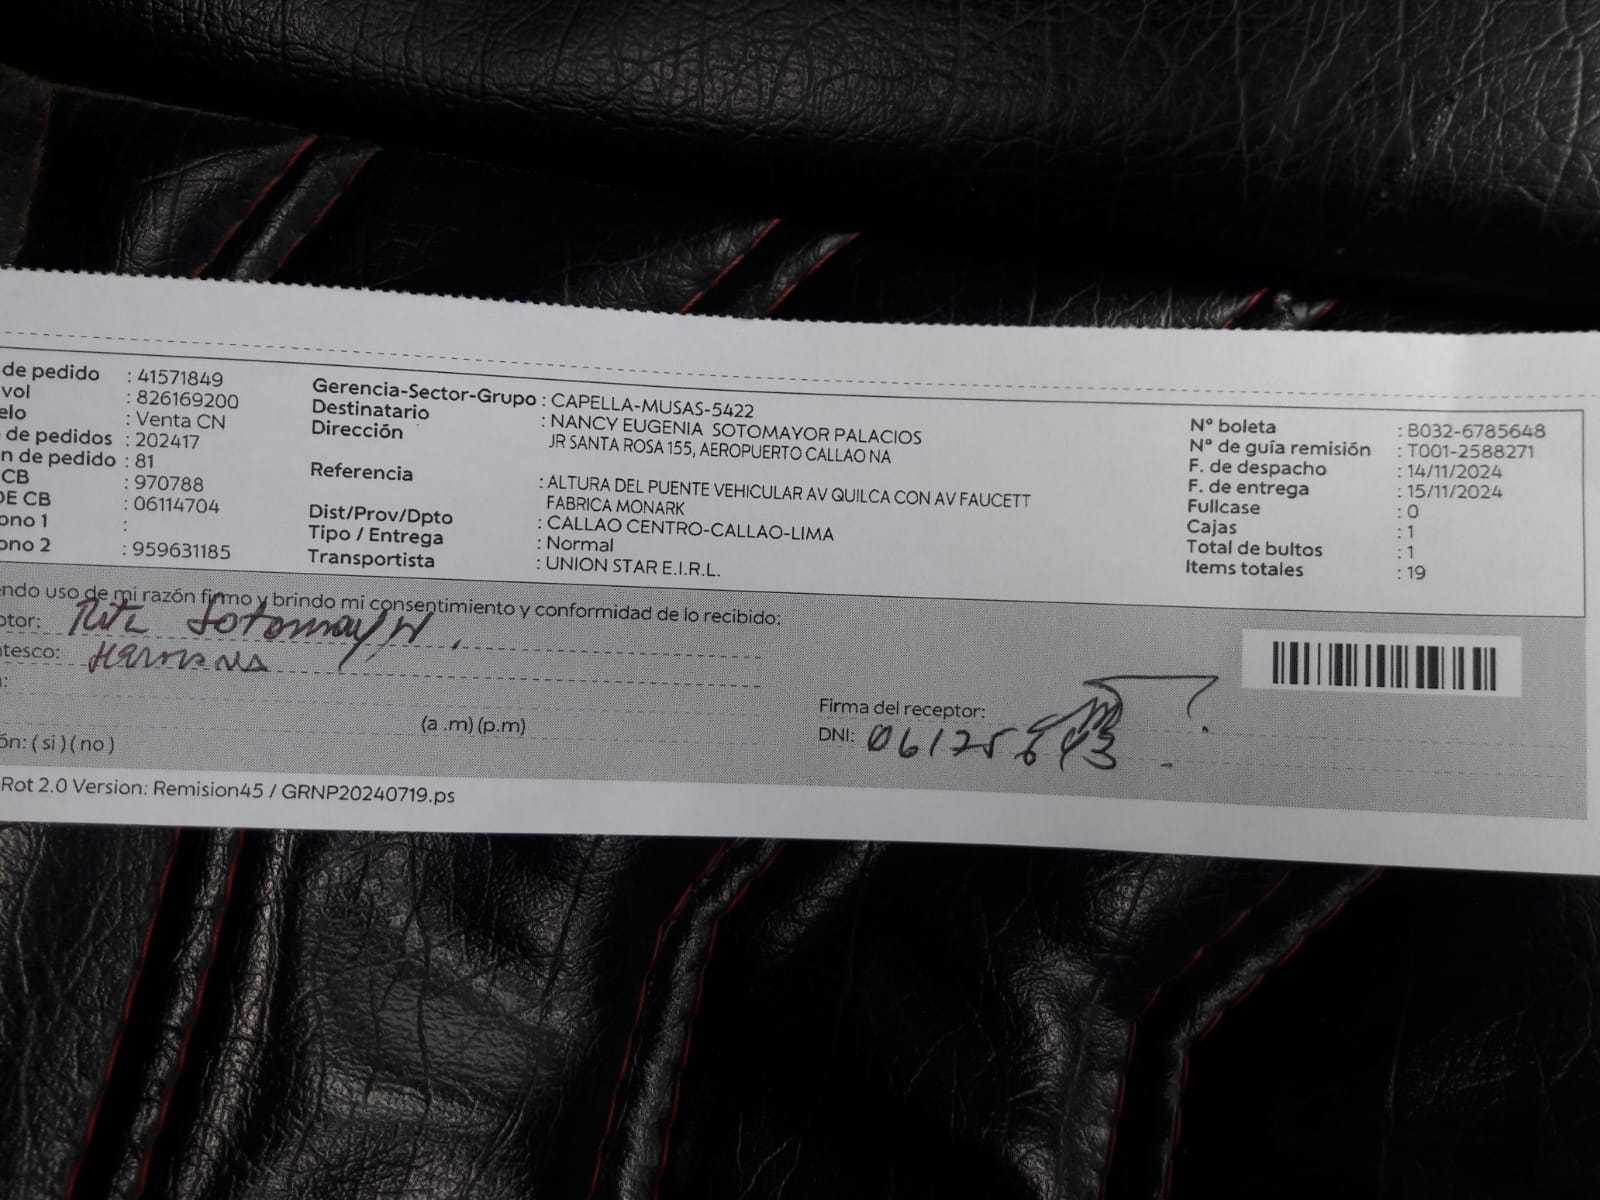 de pedido : 41571849
vol : 826169200
elo : Venta CN
de pedidos : 202417
n de pedido : 81
CB : 970788
DE CB : 06114704
ono 1 :
ono 2 : 959631185
Gerencia-Sector-Grupo : CAPELLA-MUSAS-5422
Destinatario : NANCY EUGENIA SOTOMAYOR PALACIOS
Dirección JR SANTA ROSA 155, AEROPUERTO CALLAO NA
Referencia : ALTURA DEL PUENTE VEHICULAR AV QUILCA CON AV FAUCETT
FABRICA MONARK
Dist/Prov/Dpto : CALLAO CENTRO-CALLAO-LIMA
Tipo / Entrega : Normal
Transportista : UNION STAR E.I.R.L.
N° boleta : B032-6785648
N° de guía remisión : T001-2588271
F. de despacho : 14/11/2024
F. de entrega : 15/11/2024
Fullcase : 0
Cajas : 1
Total de bultos : 1
Items totales : 19
endo uso de mi razón firmo y brindo mi consentimiento y conformidad de lo recibido:
ptor: Rita Sotomayor
ntesco: Hermana
:
(a .m) (p.m)
ón: ( si ) ( no )
Firma del receptor:
DNI:
Rot 2.0 Version: Remision45 / GRNP20240719.ps